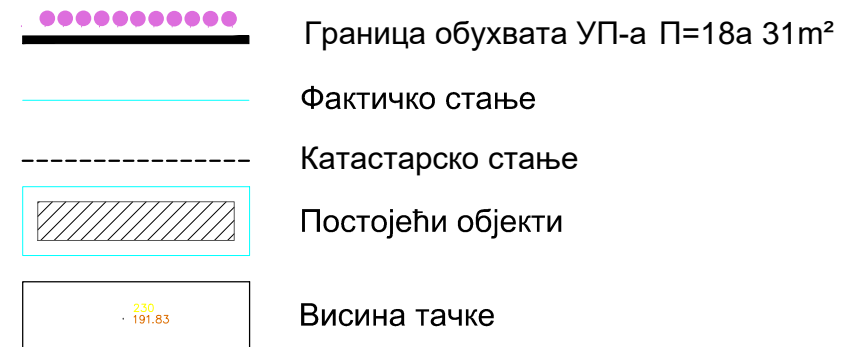 Граница обухвата УП-а П=18а 31m²
Фактичко стање
Катастарско стање
Постојећи објекти
230
191.83
Висина тачке